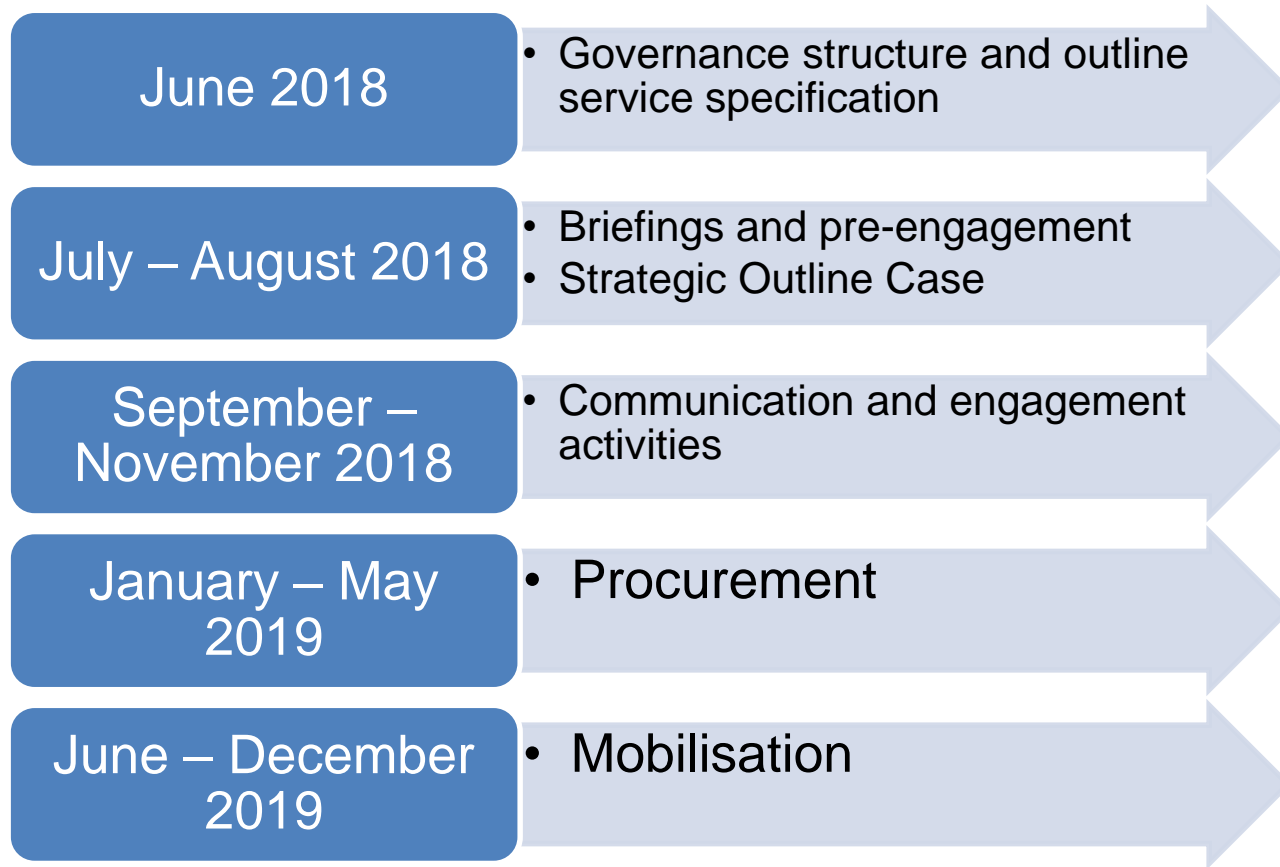 June 2018
• Governance structure and outline
service specification
July – August 2018
• Briefings and pre-engagement
• Strategic Outline Case
September –
November 2018
• Communication and engagement
activities
January – May
2019
• Procurement
June – December
2019
• Mobilisation